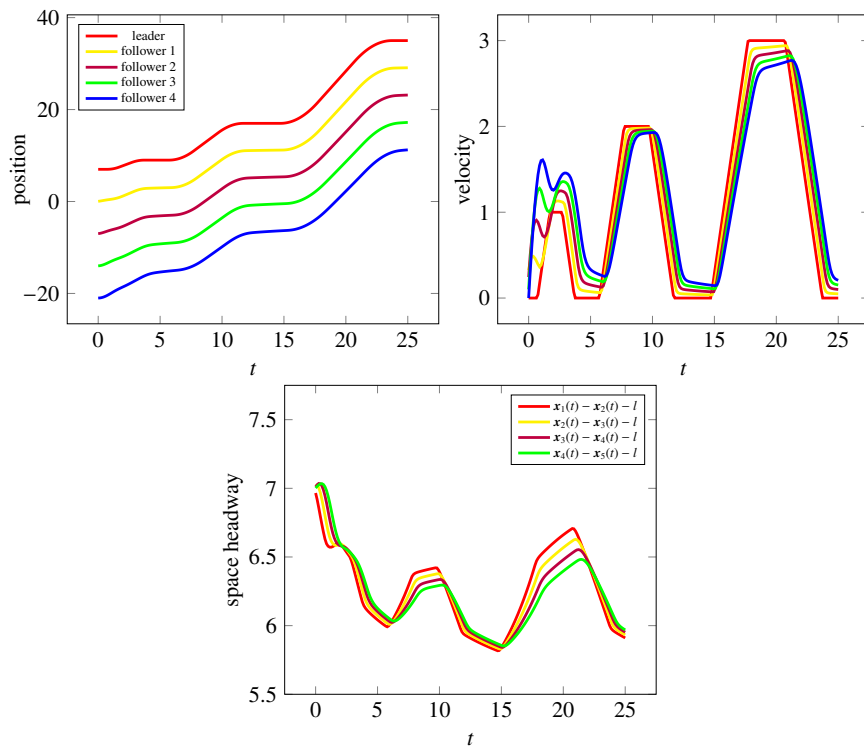 40
20
0
−20
position
0 5 10 15 20 25
t
leader
follower 1
follower 2
follower 3
follower 4
3
2
1
0
velocity
0 5 10 15 20 25
t
7.5
7
6.5
6
5.5
space headway
0 5 10 15 20 25
t
x₁(t) − x₂(t) − l
x₂(t) − x₃(t) − l
x₃(t) − x₄(t) − l
x₄(t) − x₅(t) − l